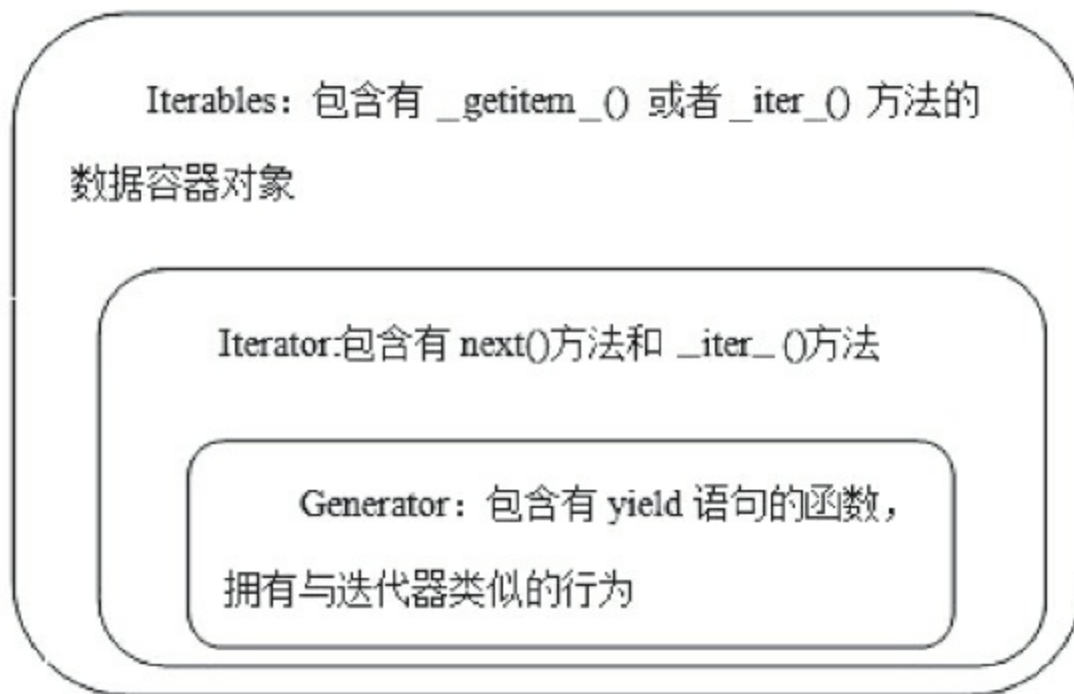 Iterables：包含有 _getitem_() 或者 _iter_() 方法的
数据容器对象
Iterator:包含有 next()方法和 _iter_ ()方法
Generator：包含有 yield 语句的函数，
拥有与迭代器类似的行为